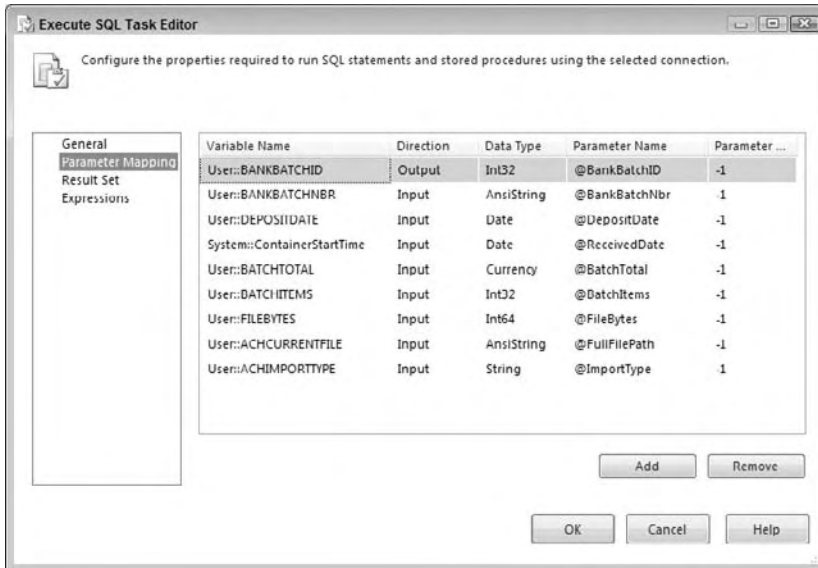 Execute SQL Task Editor
Configure the properties required to run SQL statements and stored procedures using the selected connection.
General
Parameter Mapping
Result Set
Expressions
Variable Name Direction Data Type Parameter Name Parameter ...
User::BANKBATCHID Output Int32 @BankBatchID -1
User::BANKBATCHNBR Input AnsiString @BankBatchNbr -1
User::DEPOSITDATE Input Date @DepositDate -1
System::ContainerStartTime Input Date @ReceivedDate -1
User::BATCHTOTAL Input Currency @BatchTotal -1
User::BATCHITEMS Input Int32 @BatchItems -1
User::FILEBYTES Input Int64 @FileBytes -1
User::ACHCURRENTFILE Input AnsiString @FullFilePath -1
User::ACHIMPORTTYPE Input String @ImportType -1
Add Remove
OK Cancel Help